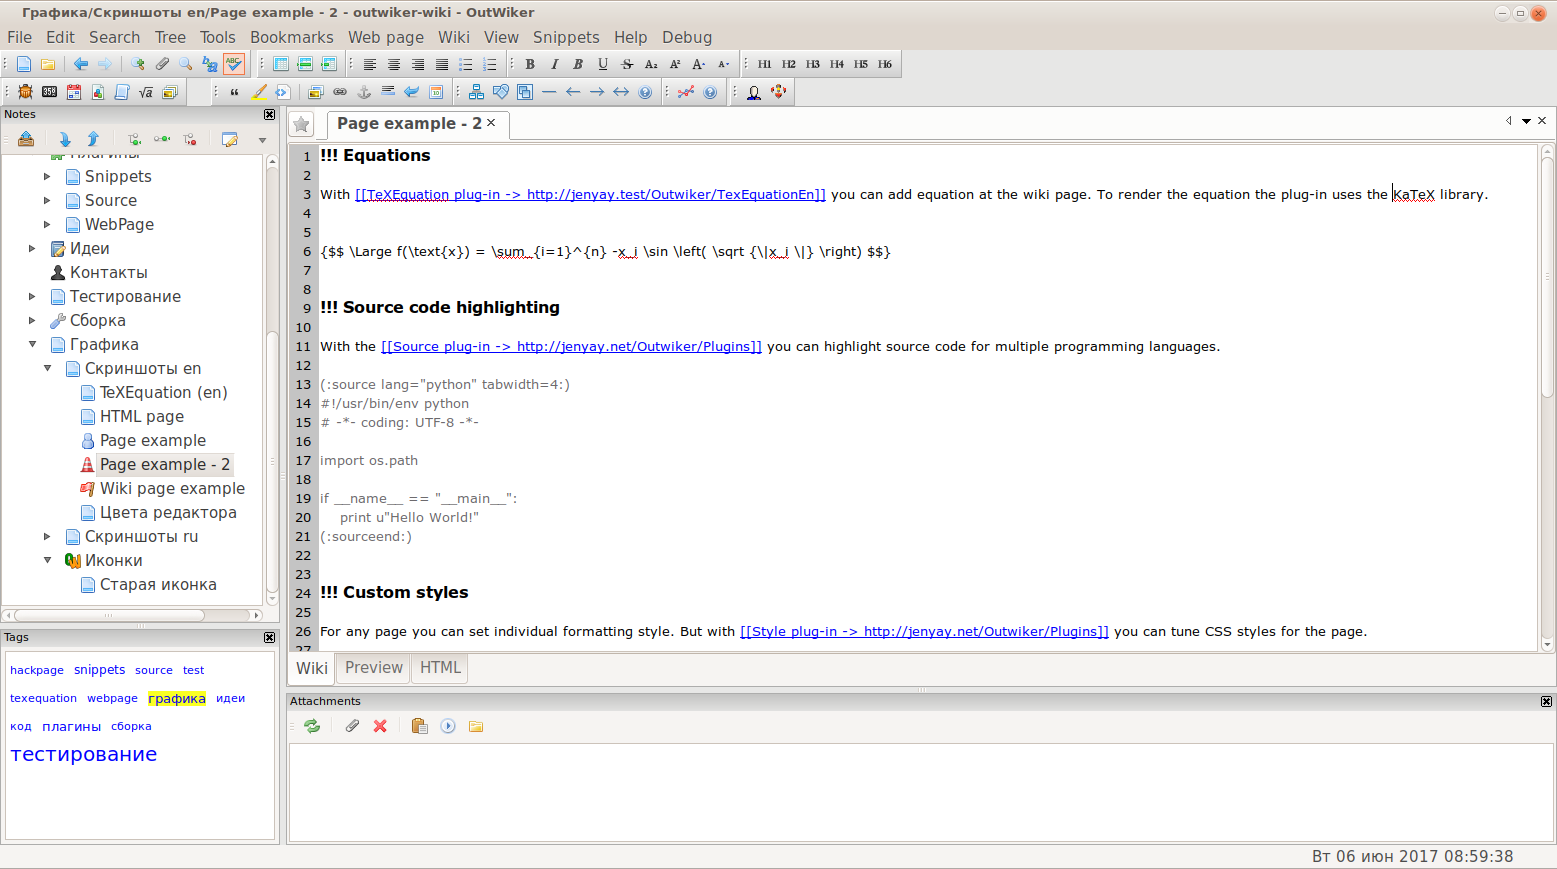 Графика/Скриншоты en/Page example - 2 - outwiker-wiki - OutWiker
File Edit Search Tree Tools Bookmarks Web page Wiki View Snippets Help Debug
H1 H2 H3 H4 H5 H6
Notes
Плагины
Snippets
Source
WebPage
Идеи
Контакты
Тестирование
Сборка
Графика
Скриншоты en
TeXEquation (en)
HTML page
Page example
Page example - 2
Wiki page example
Цвета редактора
Скриншоты ru
Иконки
Старая иконка
Tags
hackpage snippets source test
texequation webpage графика идеи
код плагины сборка
тестирование
Page example - 2
1 !!! Equations
2
3 With [[TeXEquation plug-in -> http://jenyay.test/Outwiker/TexEquationEn]] you can add equation at the wiki page. To render the equation the plug-in uses the KaTeX library.
4
5
6 {$$ \Large f(\text{x}) = \sum_{i=1}^{n} -x_i \sin \left( \sqrt {\|x_i \|} \right) $$}
7
8
9 !!! Source code highlighting
10
11 With the [[Source plug-in -> http://jenyay.net/Outwiker/Plugins]] you can highlight source code for multiple programming languages.
12
13 (:source lang="python" tabwidth=4:)
14 #!/usr/bin/env python
15 # -*- coding: UTF-8 -*-
16
17 import os.path
18
19 if __name__ == "__main__":
20 print u"Hello World!"
21 (:sourceend:)
22
23
24 !!! Custom styles
25
26 For any page you can set individual formatting style. But with [[Style plug-in -> http://jenyay.net/Outwiker/Plugins]] you can tune CSS styles for the page.
27
Wiki Preview HTML
Attachments
Вт 06 июн 2017 08:59:38